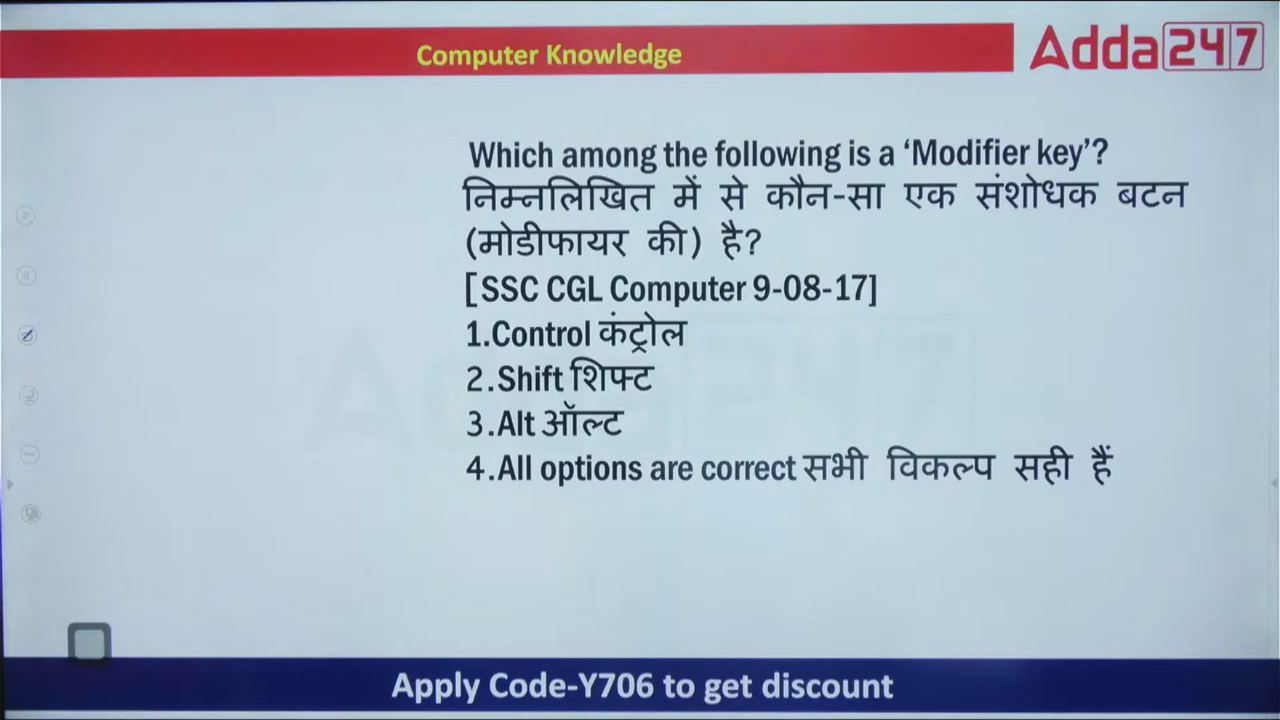 Computer Knowledge
Adda247
Which among the following is a ‘Modifier key’?
निम्नलिखित में से कौन-सा एक संशोधक बटन
(मोडीफायर की) है?
[SSC CGL Computer 9-08-17]
1.Control कंट्रोल
2.Shift शिफ्ट
3.Alt ऑल्ट
4.All options are correct सभी विकल्प सही हैं
Apply Code-Y706 to get discount